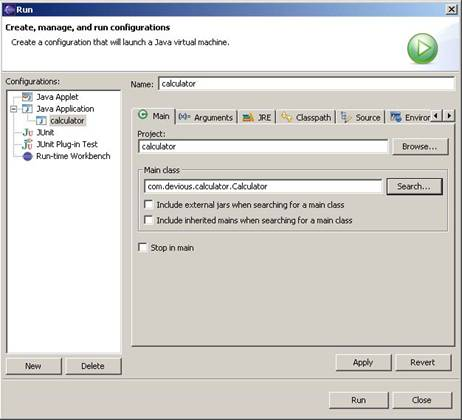 Run
Create, manage, and run configurations
Create a configuration that will launch a Java virtual machine.
Configurations:
Java Applet
Java Application
calculator
JUnit
JUnit Plug-in Test
Run-time Workbench
New Delete
Name: calculator
Main (x)= Arguments JRE Classpath Source Environ
Project:
calculator Browse...
Main class
com.devious.calculator.Calculator Search...
Include external jars when searching for a main class
Include inherited mains when searching for a main class
Stop in main
Apply Revert
Run Close